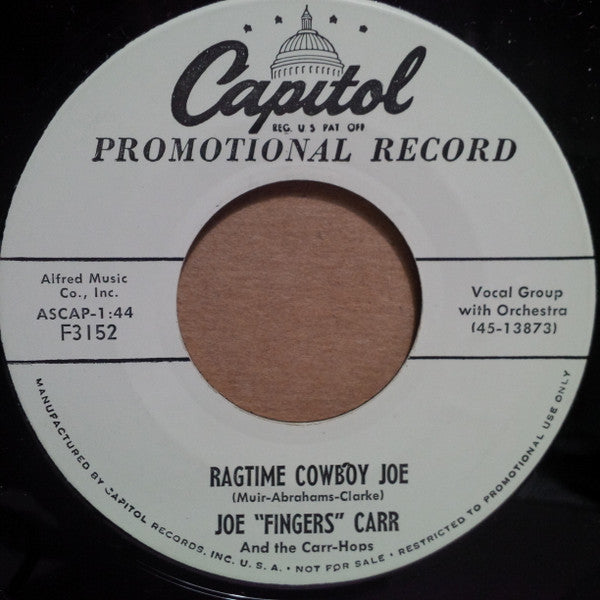 Capitol
REG. U S PAT OFF
PROMOTIONAL RECORD
Alfred Music
Co., Inc.
ASCAP-1:44
F3152
Vocal Group
with Orchestra
(45-13873)
RAGTIME COWBOY JOE
(Muir-Abrahams-Clarke)
JOE "FINGERS" CARR
And the Carr-Hops
MANUFACTURED BY CAPITOL RECORDS, INC. U. S. A. • NOT FOR SALE • RESTRICTED TO PROMOTIONAL USE ONLY